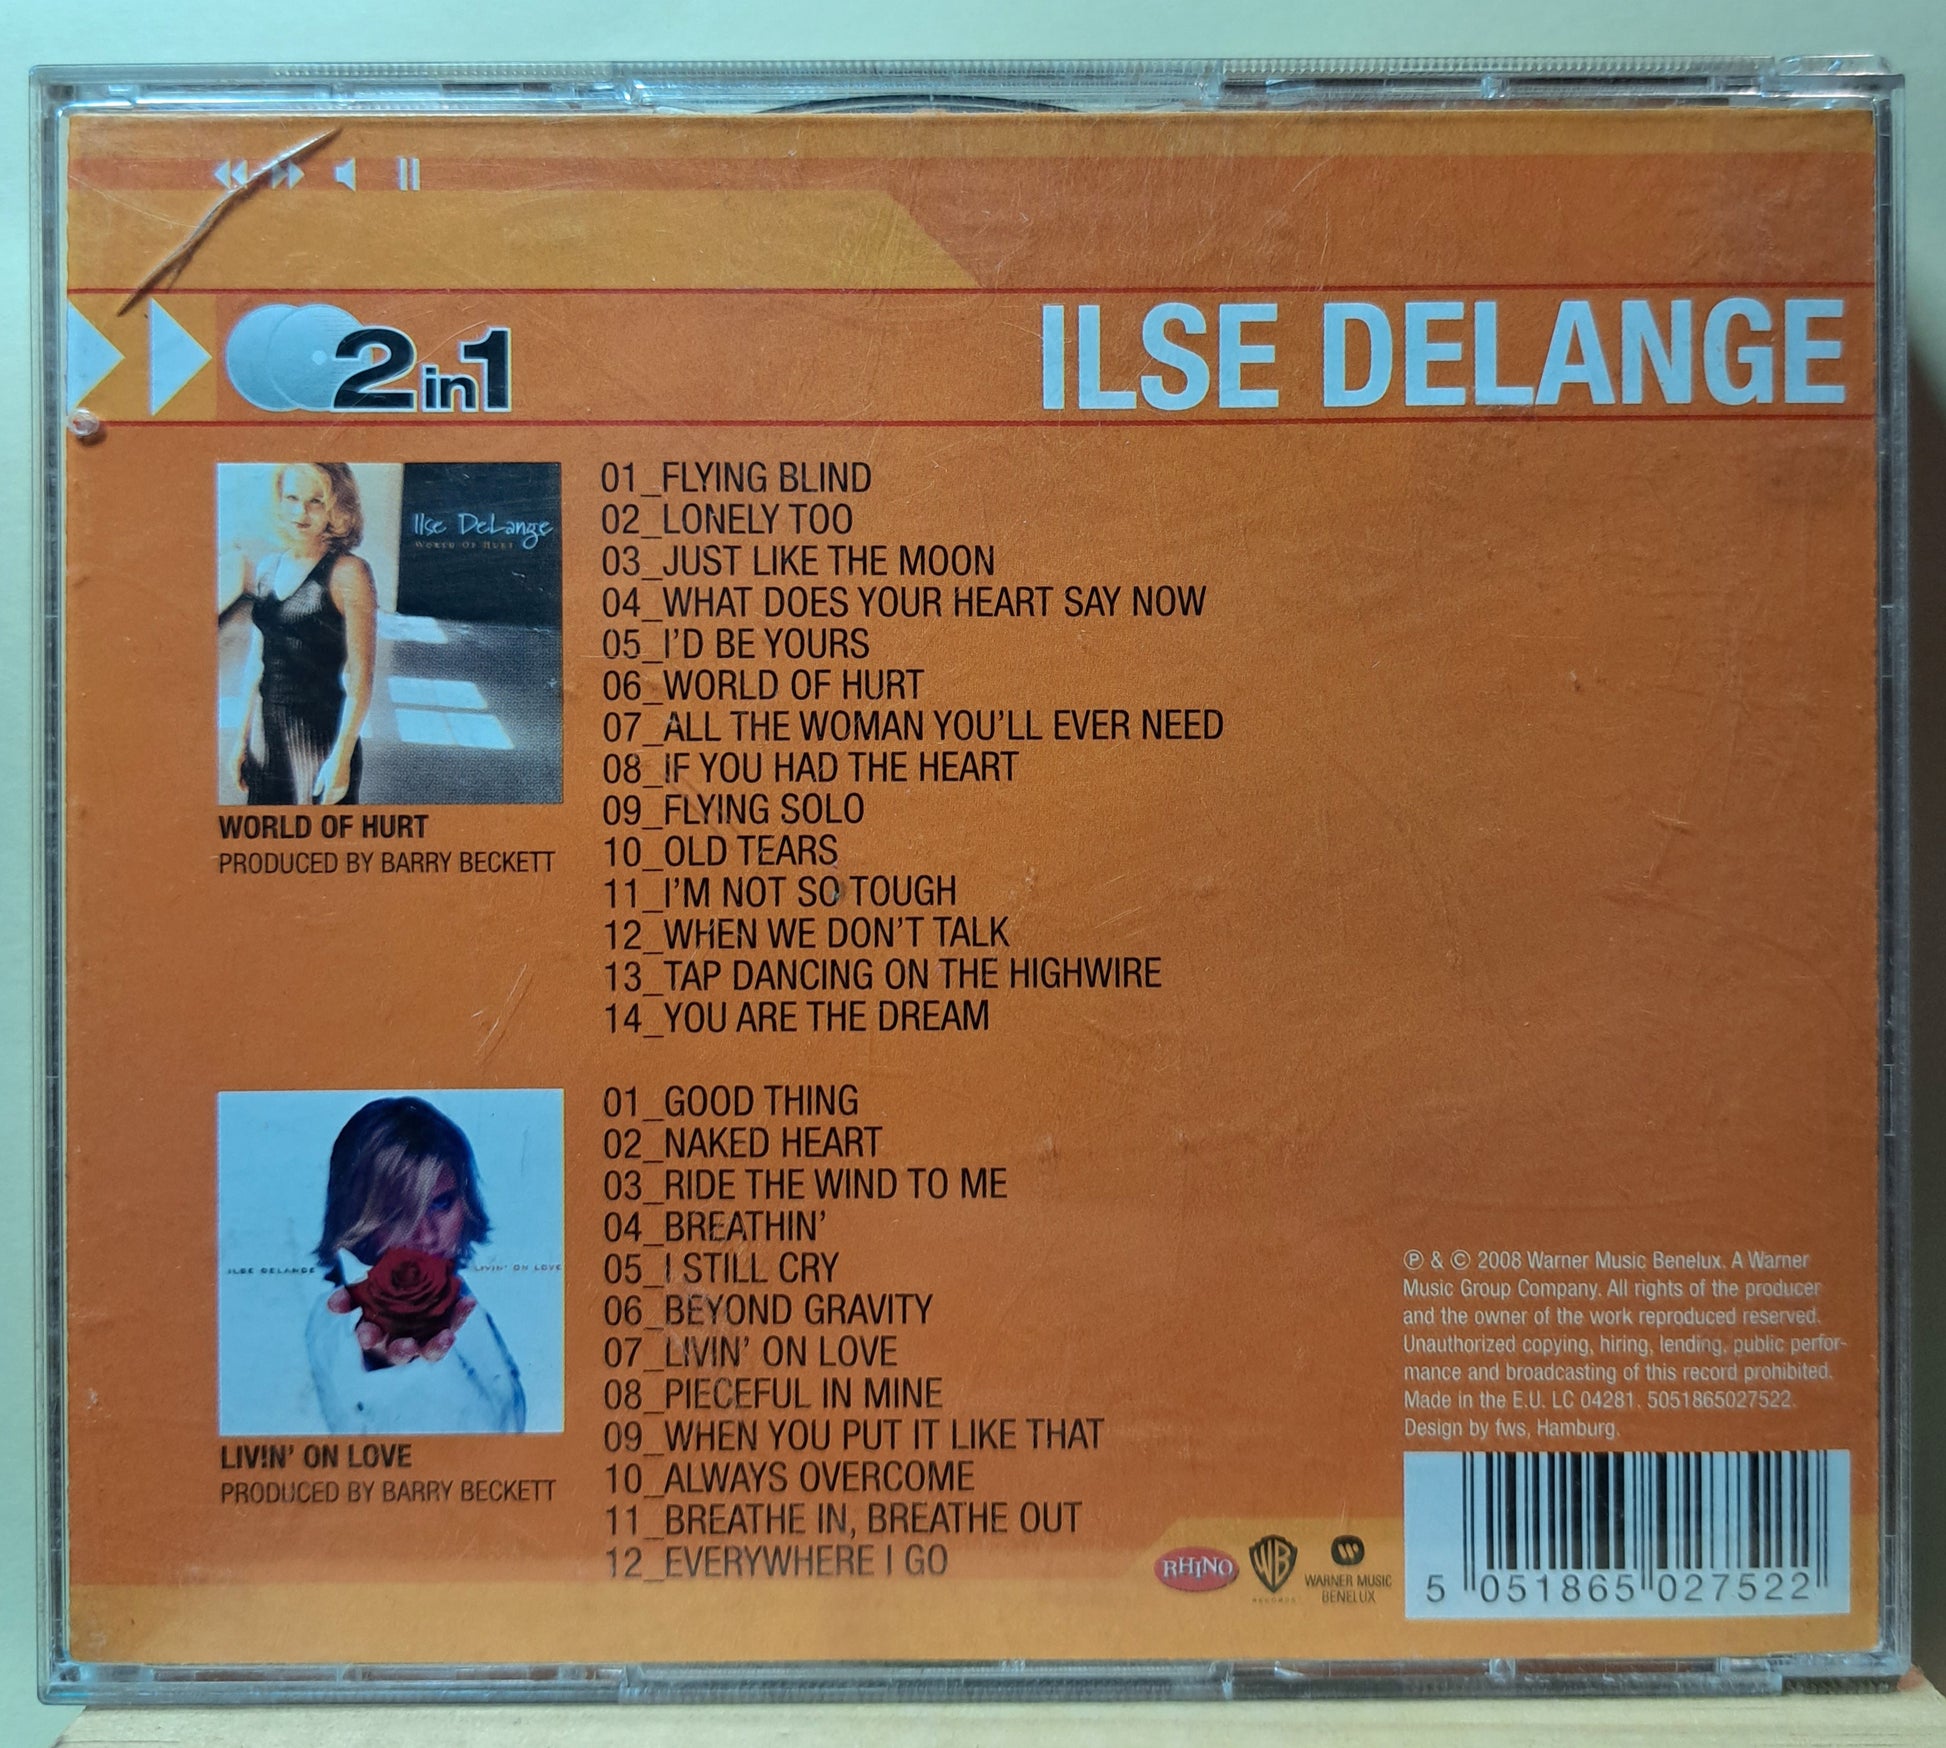 2in1
ILSE DELANGE
Ilse DeLange
WORLD OF HURT
WORLD OF HURT
PRODUCED BY BARRY BECKETT
01_FLYING BLIND
02_LONELY TOO
03_JUST LIKE THE MOON
04_WHAT DOES YOUR HEART SAY NOW
05_I'D BE YOURS
06_WORLD OF HURT
07_ALL THE WOMAN YOU'LL EVER NEED
08_IF YOU HAD THE HEART
09_FLYING SOLO
10_OLD TEARS
11_I'M NOT SO TOUGH
12_WHEN WE DON'T TALK
13_TAP DANCING ON THE HIGHWIRE
14_YOU ARE THE DREAM
ILSE DELANGE LIVIN' ON LOVE
LIVIN' ON LOVE
PRODUCED BY BARRY BECKETT
01_GOOD THING
02_NAKED HEART
03_RIDE THE WIND TO ME
04_BREATHIN'
05_I STILL CRY
06_BEYOND GRAVITY
07_LIVIN' ON LOVE
08_PIECEFUL IN MINE
09_WHEN YOU PUT IT LIKE THAT
10_ALWAYS OVERCOME
11_BREATHE IN, BREATHE OUT
12_EVERYWHERE I GO
℗ & © 2008 Warner Music Benelux. A Warner
Music Group Company. All rights of the producer
and the owner of the work reproduced reserved.
Unauthorized copying, hiring, lending, public perfor-
mance and broadcasting of this record prohibited.
Made in the E.U. LC 04281. 5051865027522.
Design by fws, Hamburg.
RHINO
WB
RECORDS
WARNER MUSIC
BENELUX
5 051865 027522